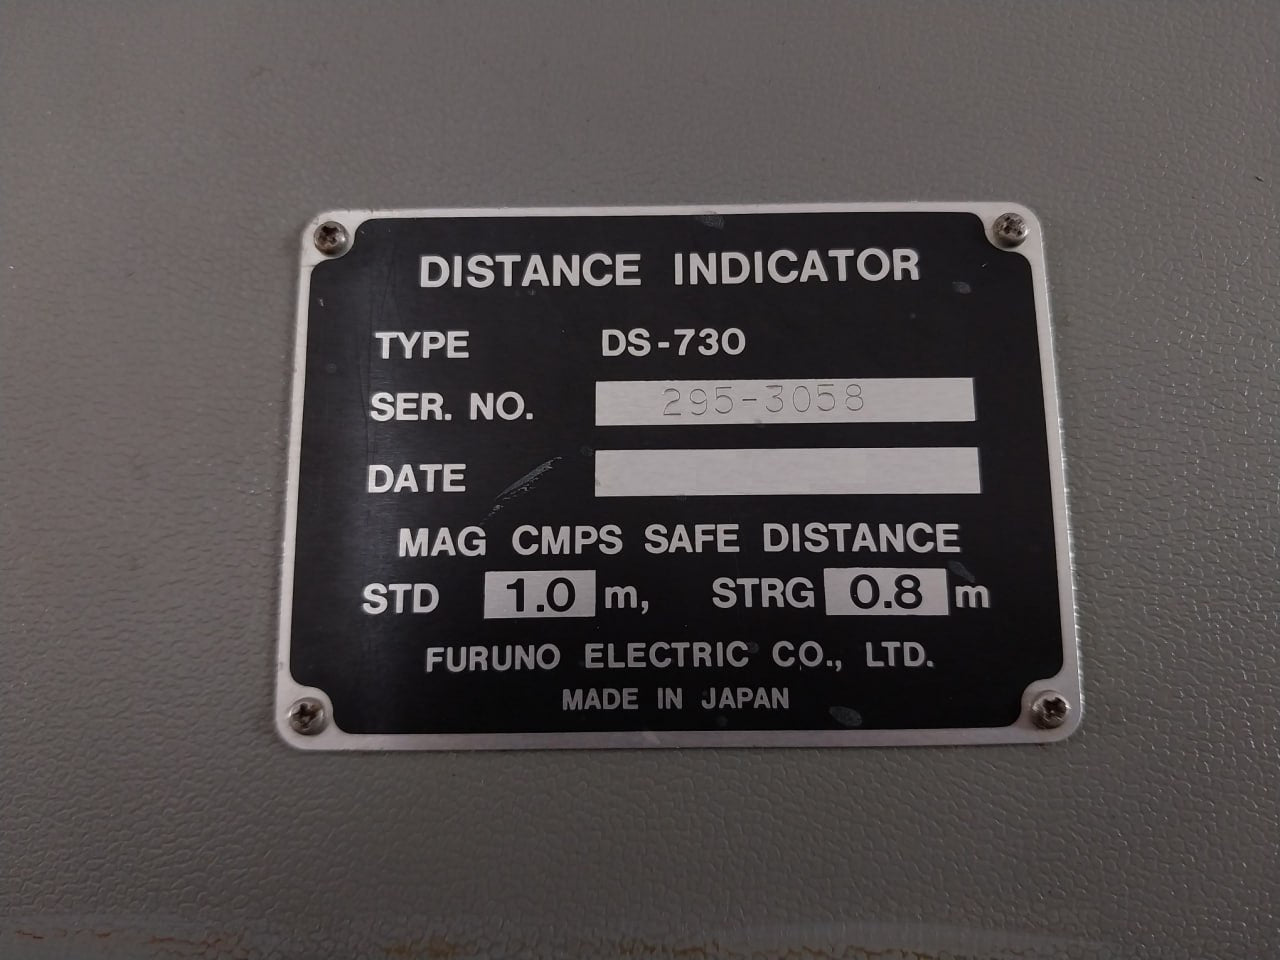 DISTANCE INDICATOR
TYPE DS-730
SER. NO. 295-3058
DATE
MAG CMPS SAFE DISTANCE
STD 1.0 m, STRG 0.8 m
FURUNO ELECTRIC CO., LTD.
MADE IN JAPAN